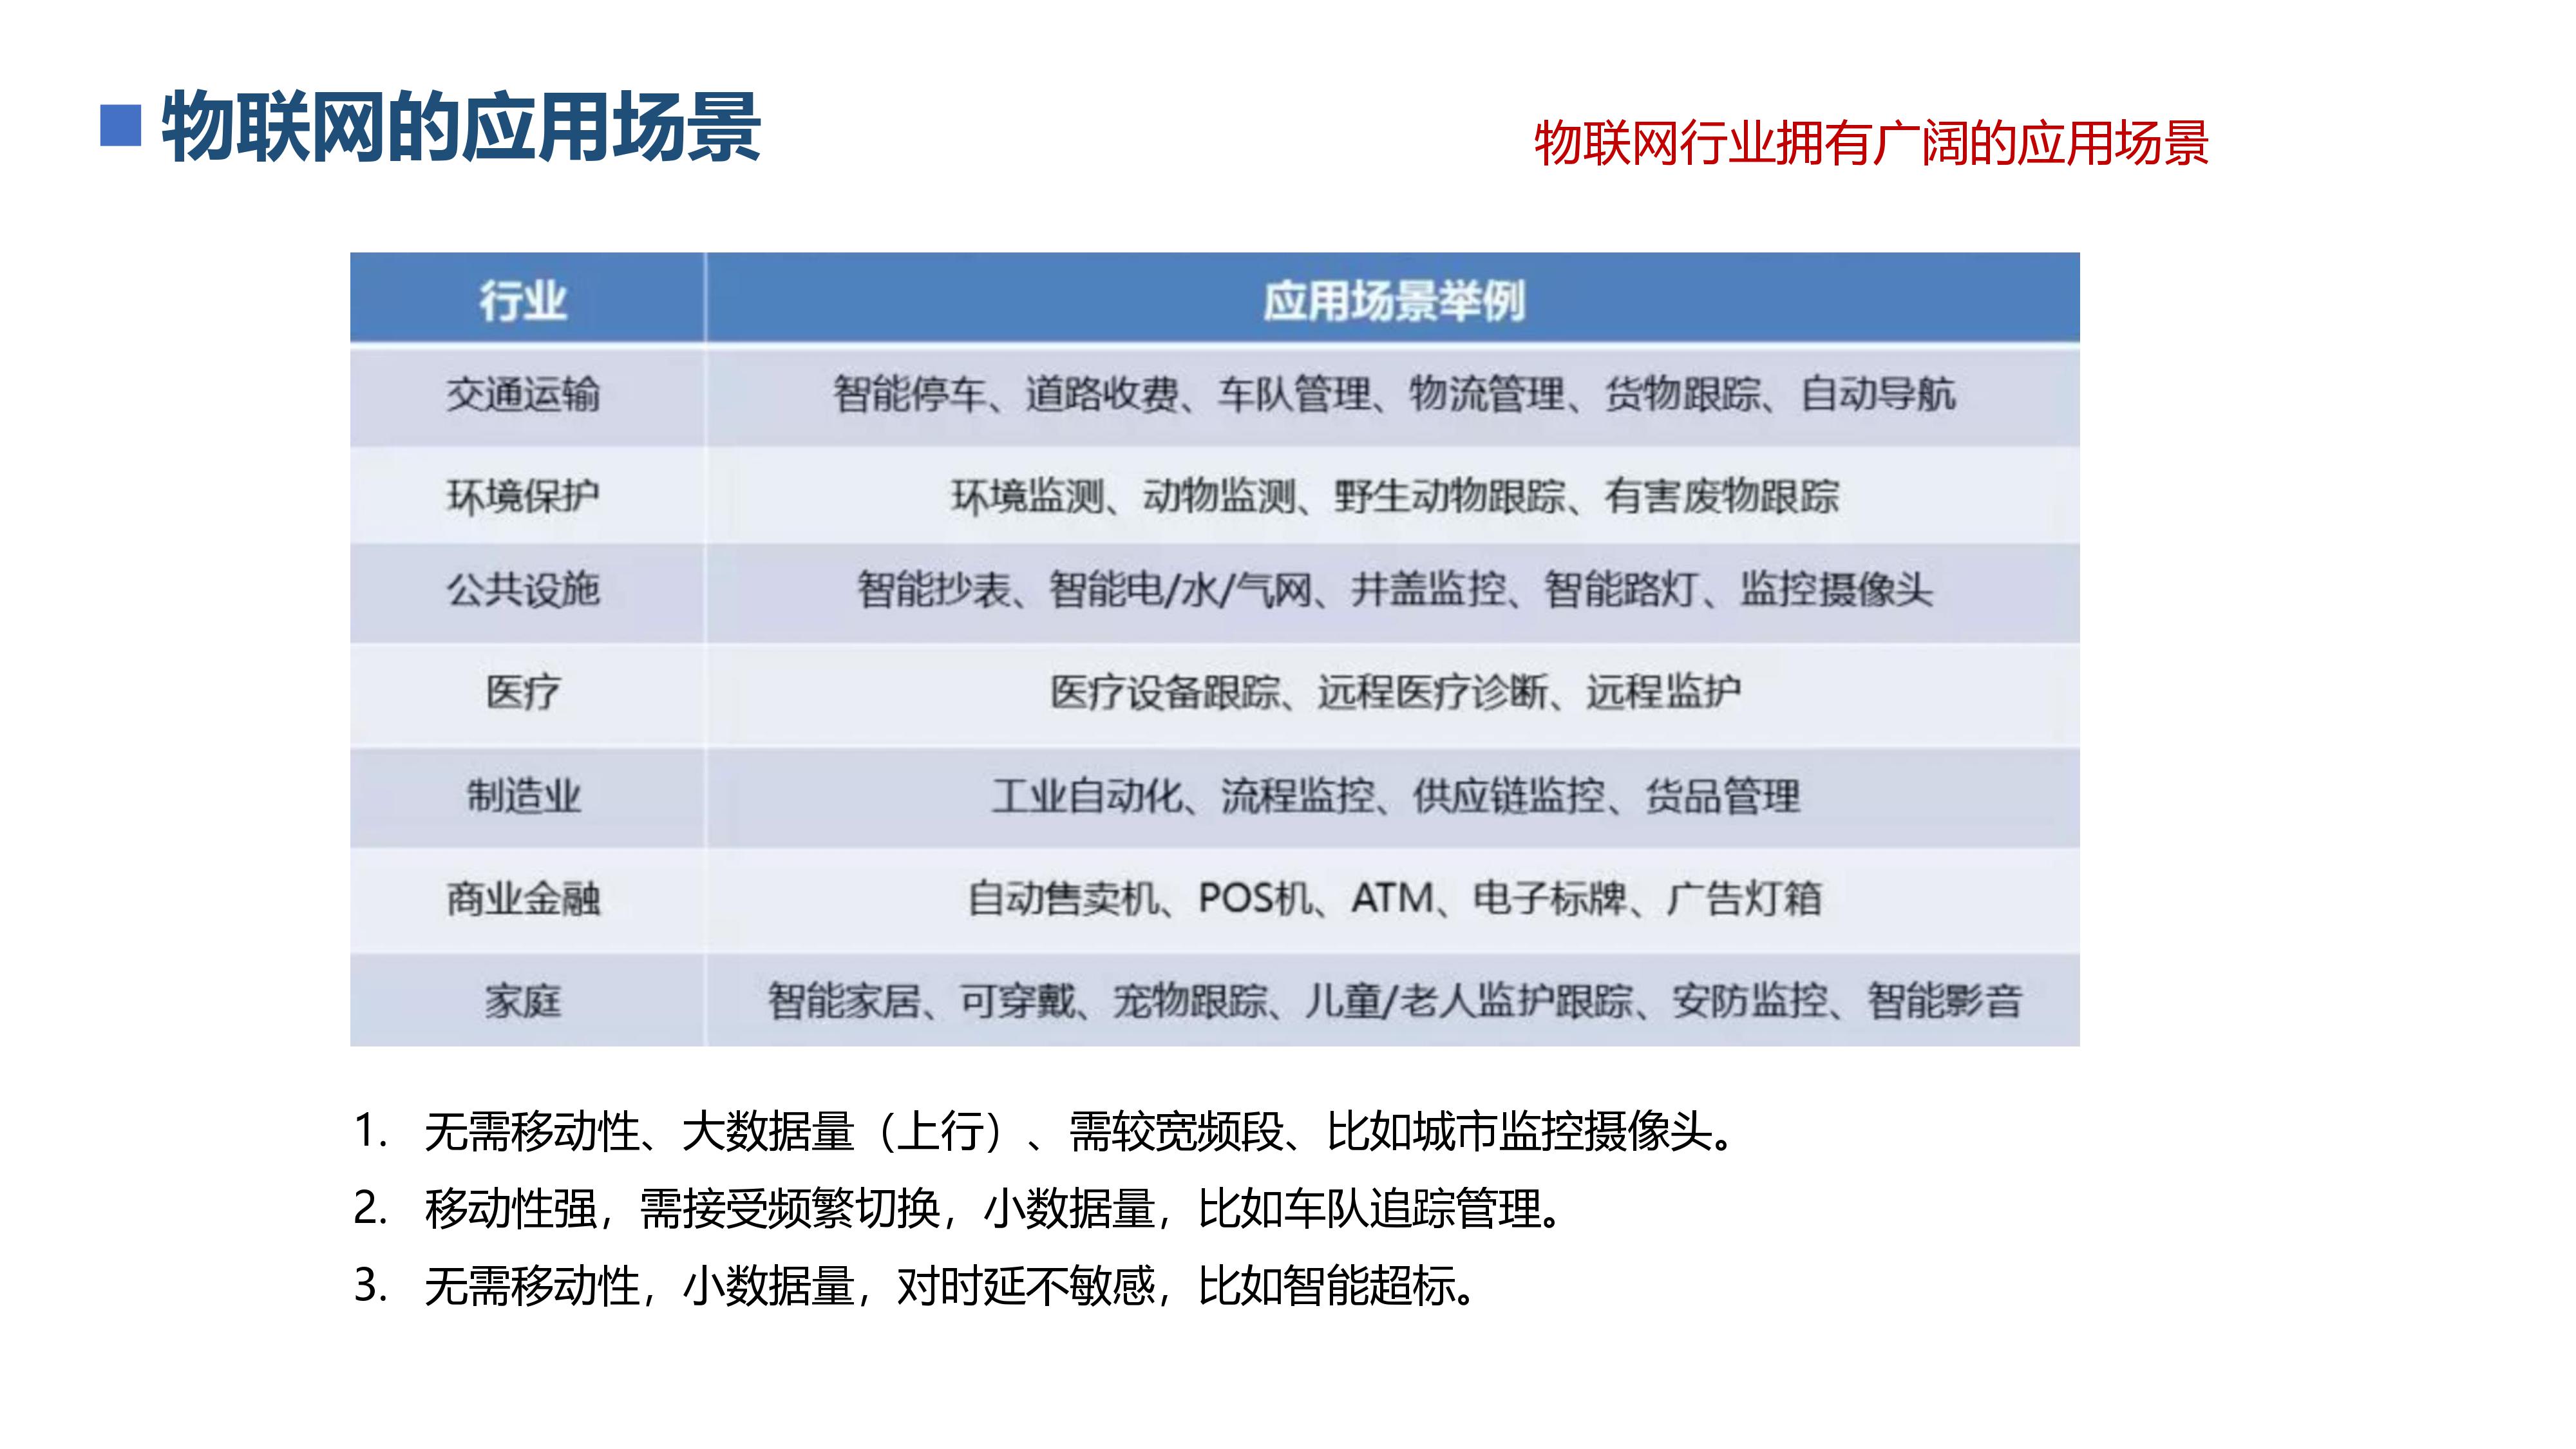 物联网的应用场景
物联网行业拥有广阔的应用场景
行业 应用场景举例
交通运输 智能停车、道路收费、车队管理、物流管理、货物跟踪、自动导航
环境保护 环境监测、动物监测、野生动物跟踪、有害废物跟踪
公共设施 智能抄表、智能电/水/气网、井盖监控、智能路灯、监控摄像头
医疗 医疗设备跟踪、远程医疗诊断、远程监护
制造业 工业自动化、流程监控、供应链监控、货品管理
商业金融 自动售卖机、POS机、ATM、电子标牌、广告灯箱
家庭 智能家居、可穿戴、宠物跟踪、儿童/老人监护跟踪、安防监控、智能影音
1. 无需移动性、大数据量（上行）、需较宽频段、比如城市监控摄像头。
2. 移动性强，需接受频繁切换，小数据量，比如车队追踪管理。
3. 无需移动性，小数据量，对时延不敏感，比如智能超标。